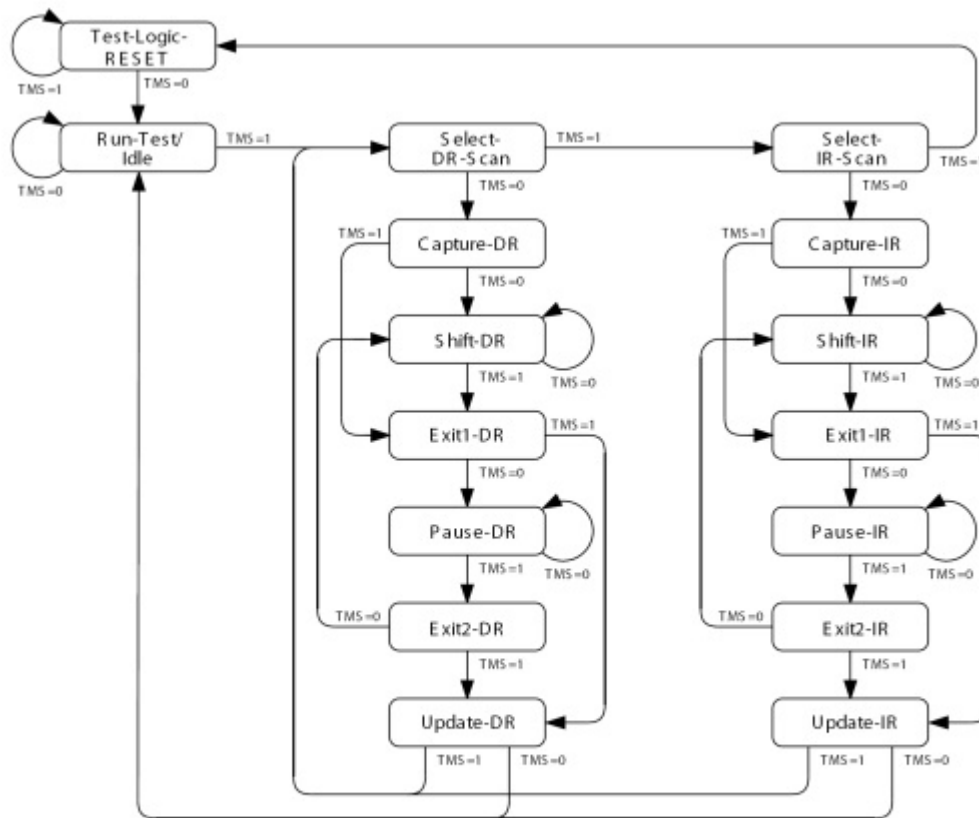 Test-Logic-
RESET
TMS=1
TMS=0
Run-Test/
Idle
TMS=1
TMS=0
Select-
DR-Scan
TMS=1
TMS=0
Select-
IR-Scan
TMS=
TMS=0
TMS=1
Capture-DR
TMS=0
TMS=1
Capture-IR
TMS=0
Shift-DR
TMS=1
TMS=0
Shift-IR
TMS=1
TMS=0
Exit1-DR
TMS=1
TMS=0
Exit1-IR
TMS=1
TMS=0
Pause-DR
TMS=1
TMS=0
Pause-IR
TMS=1
TMS=0
TMS=0
Exit2-DR
TMS=1
TMS=0
Exit2-IR
TMS=1
Update-DR
TMS=1
TMS=0
Update-IR
TMS=1
TMS=0